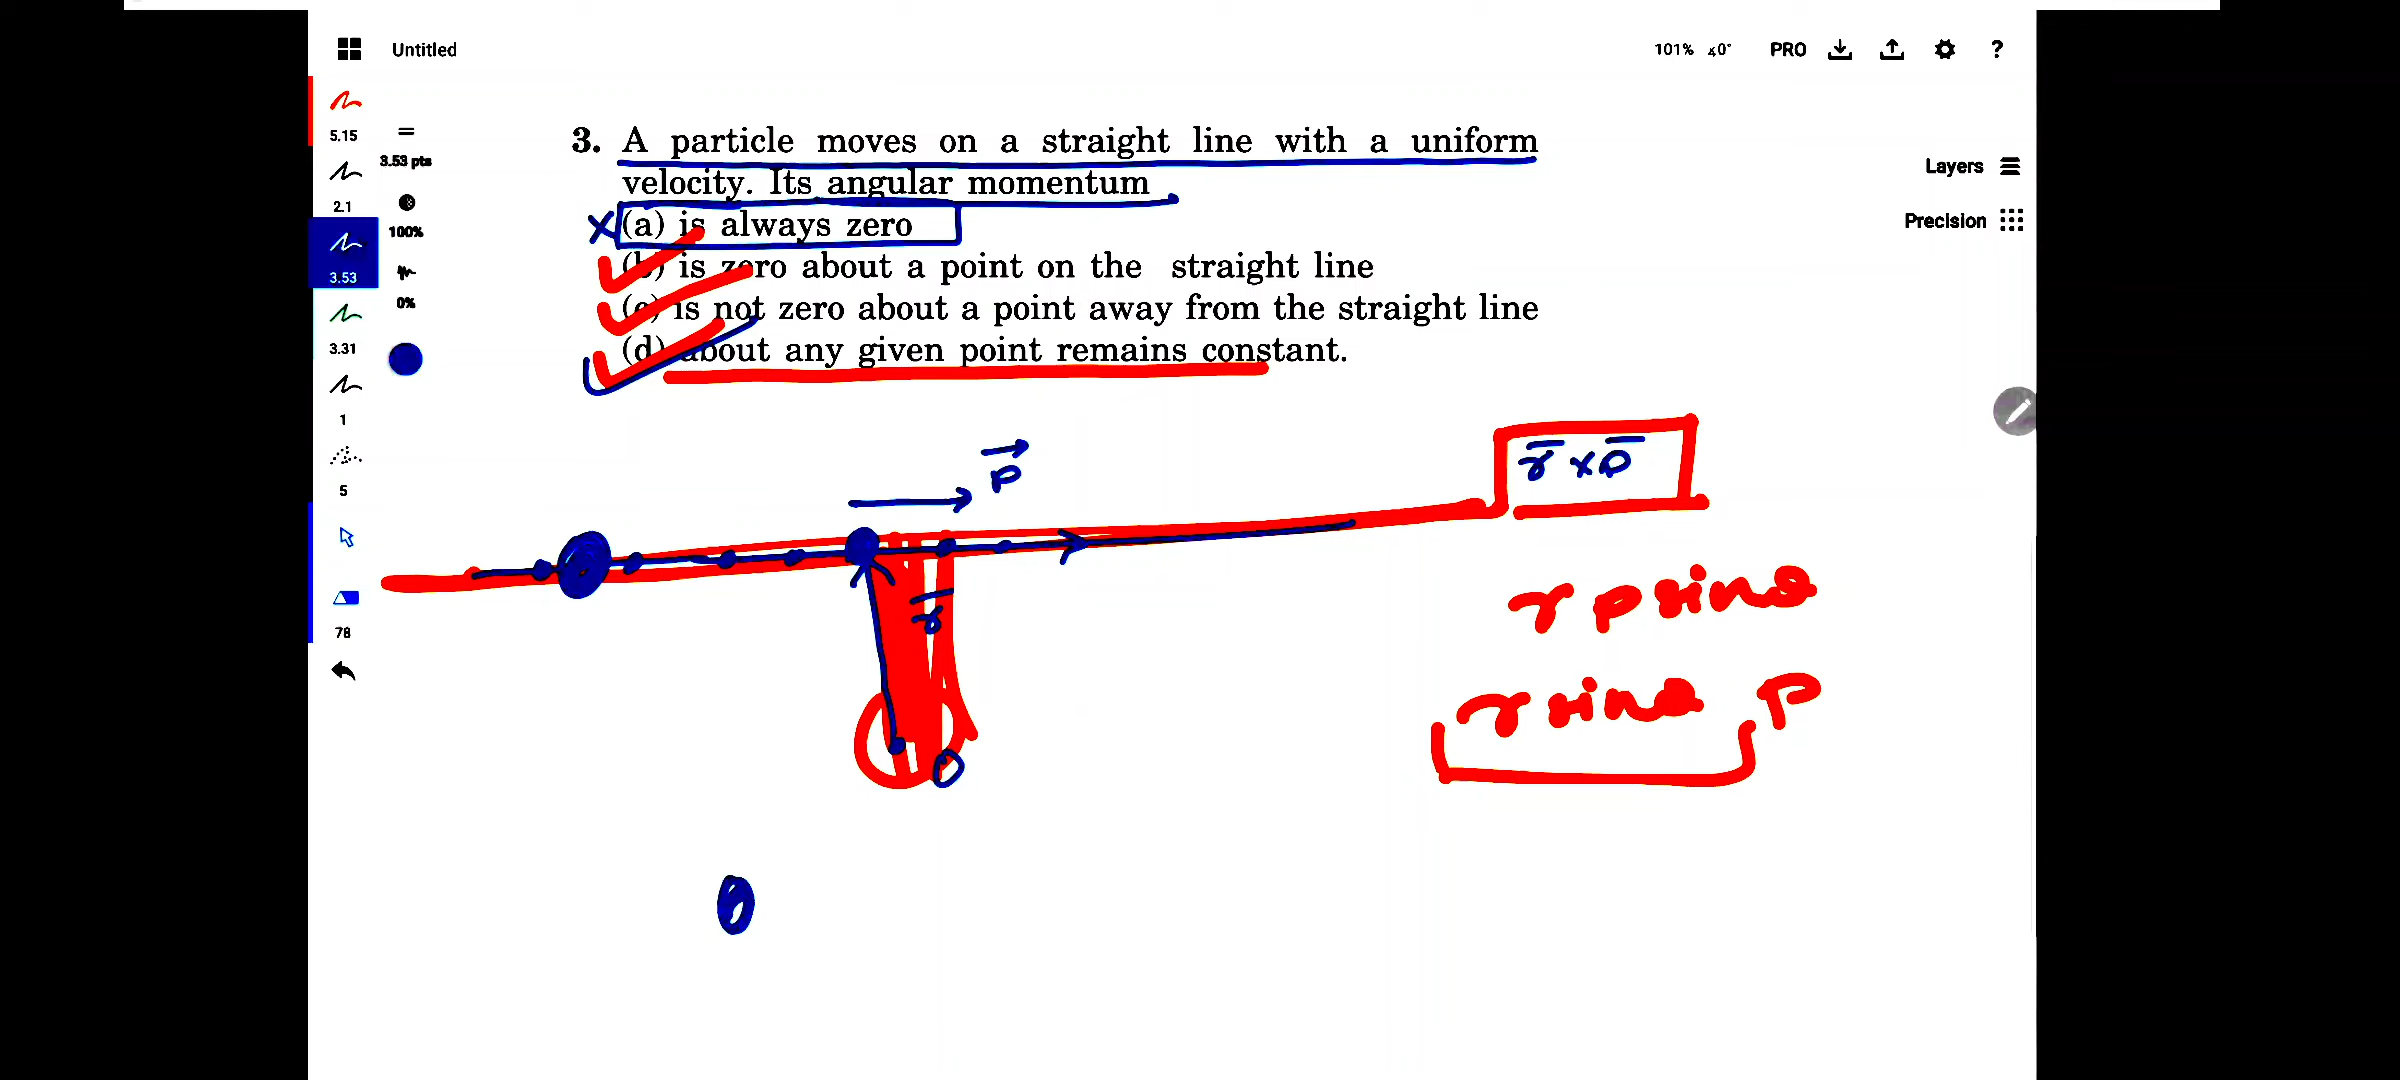 Untitled
101% 40°
PRO
?
5.15
3.53 pts
2.1
100%
3.53
0%
3.31
1
5
78
Layers
Precision
3. A particle moves on a straight line with a uniform
velocity. Its angular momentum
x (a) is always zero
(b) is zero about a point on the straight line
(c) is not zero about a point away from the straight line
(d) about any given point remains constant.
P
r × P
r
O
r p sinθ
r sinθ P